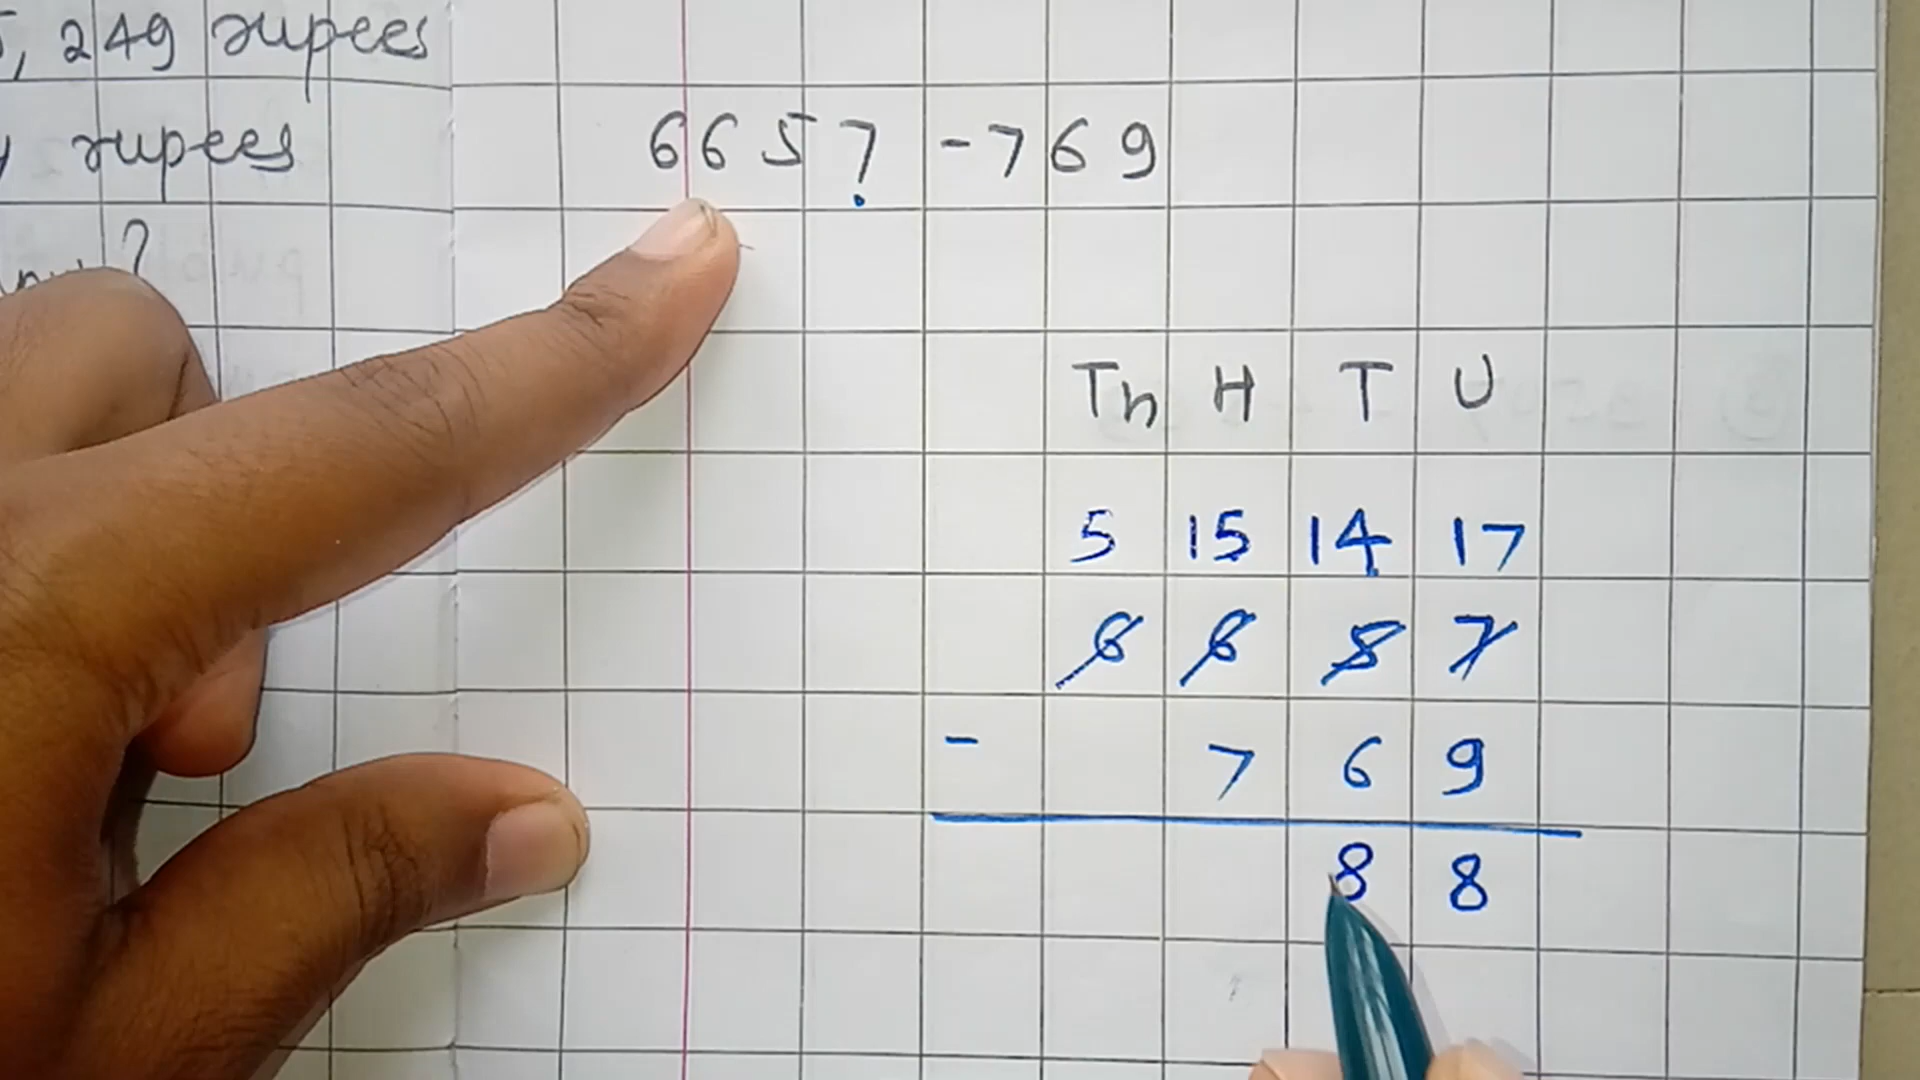 , 249 rupees
rupees
?
6657 - 769
Th H T U
5 15 14 17
6 6 5 7
- 7 6 9
8 8